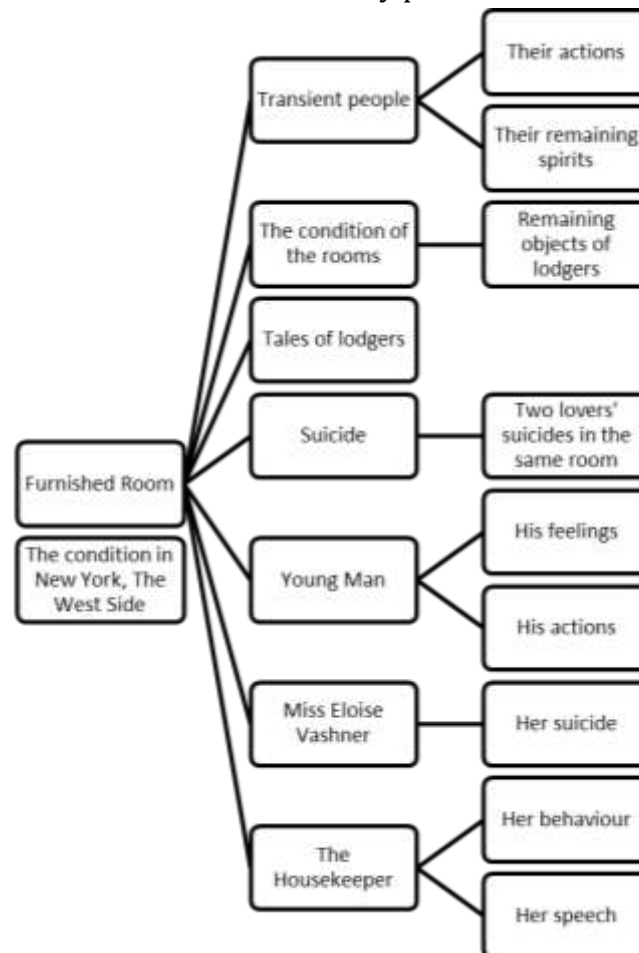 Their actions
Transient people
Their remaining
spirits
The condition of
the rooms
Remaining
objects of
lodgers
Tales of lodgers
Suicide
Two lovers'
suicides in the
same room
Furnished Room
The condition in
New York, The
West Side
His feelings
Young Man
His actions
Miss Eloise
Vashner
Her suicide
Her behaviour
The
Housekeeper
Her speech